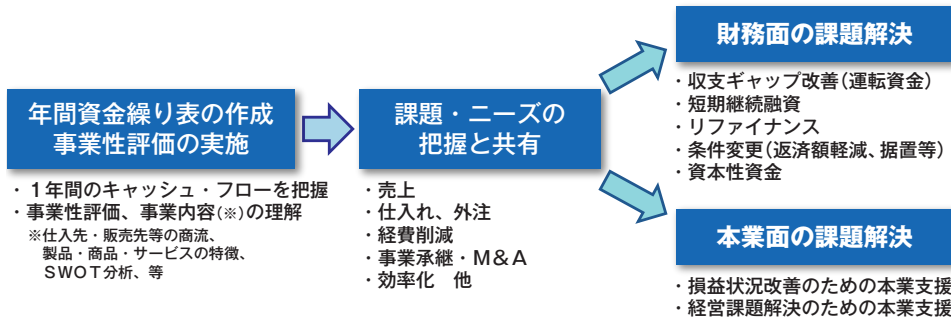 年間資金繰り表の作成
事業性評価の実施
・１年間のキャッシュ・フローを把握
・事業性評価、事業内容(※)の理解
※仕入先・販売先等の商流、
製品・商品・サービスの特徴、
ＳＷＯＴ分析、等
課題・ニーズの
把握と共有
・売上
・仕入れ、外注
・経費削減
・事業承継・Ｍ＆Ａ
・効率化　他
財務面の課題解決
・収支ギャップ改善（運転資金）
・短期継続融資
・リファイナンス
・条件変更（返済額軽減、据置等）
・資本性資金
本業面の課題解決
・損益状況改善のための本業支援
・経営課題解決のための本業支援